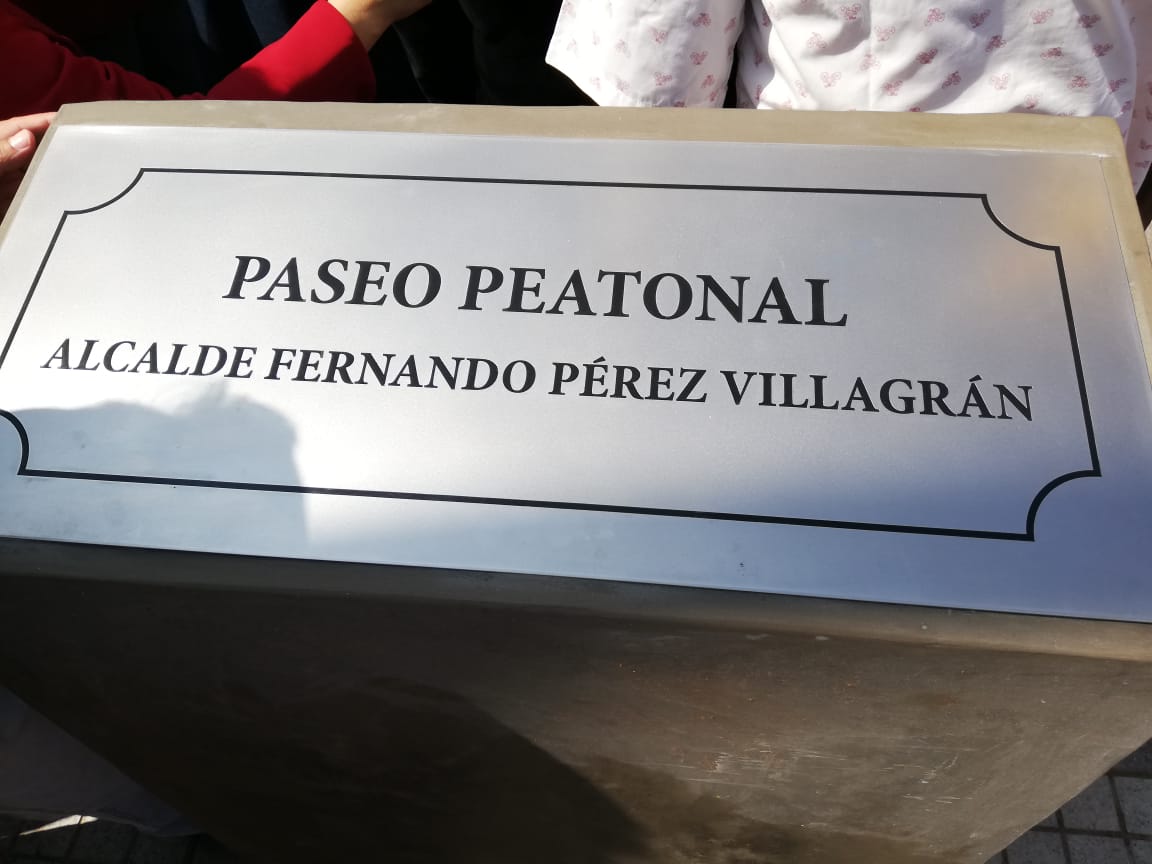 PASEO PEATONAL
ALCALDE FERNANDO PÉREZ VILLAGRÁN